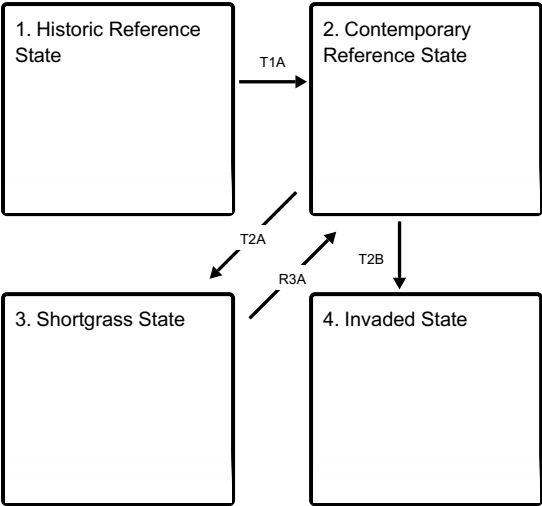 1. Historic Reference
State
T1A
2. Contemporary
Reference State
T2A
R3A
T2B
3. Shortgrass State
4. Invaded State